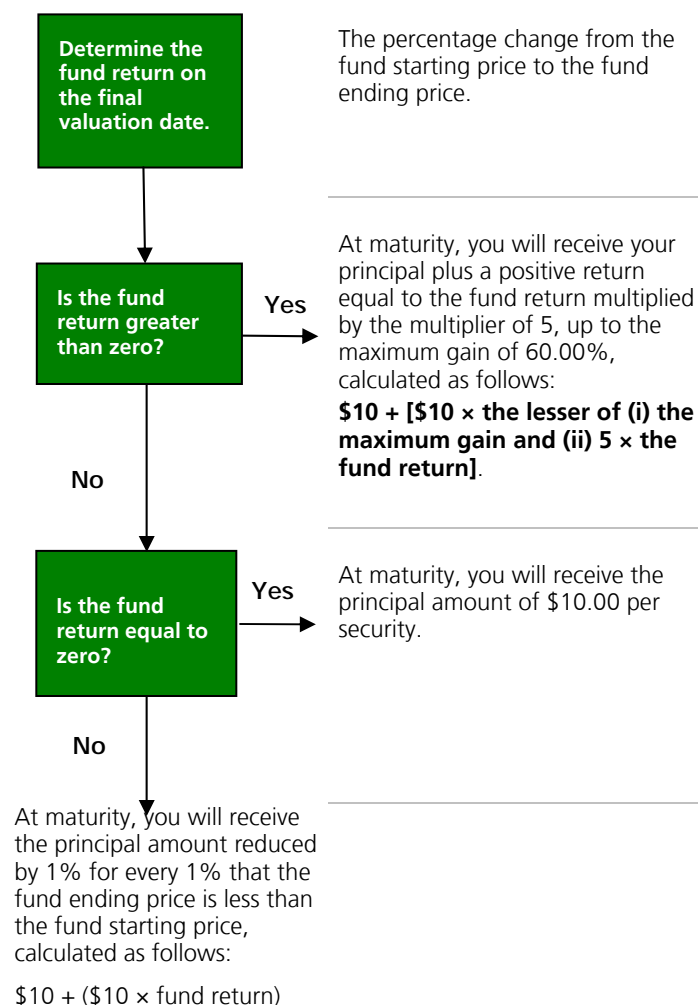 Determine the
fund return on
the final
valuation date.
The percentage change from the
fund starting price to the fund
ending price.
Is the fund
return greater
than zero?
Yes
At maturity, you will receive your
principal plus a positive return
equal to the fund return multiplied
by the multiplier of 5, up to the
maximum gain of 60.00%,
calculated as follows:
$10 + [$10 × the lesser of (i) the
maximum gain and (ii) 5 × the
fund return].
No
Is the fund
return equal to
zero?
Yes
At maturity, you will receive the
principal amount of $10.00 per
security.
No
At maturity, you will receive
the principal amount reduced
by 1% for every 1% that the
fund ending price is less than
the fund starting price,
calculated as follows:
$10 + ($10 × fund return)